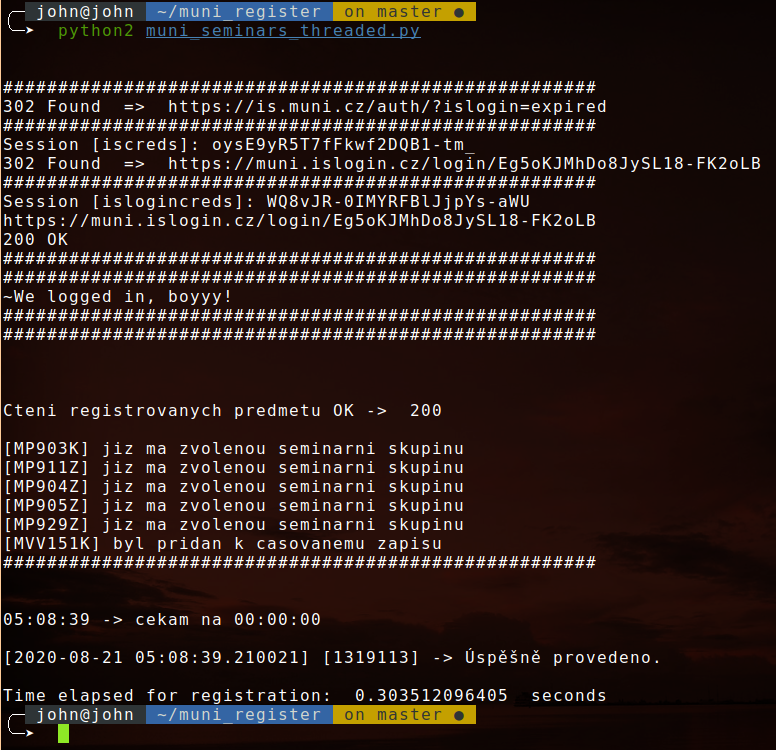 john@john ~/muni_register on master ●
python2 muni_seminars_threaded.py
######################################################
302 Found => https://is.muni.cz/auth/?islogin=expired
######################################################
Session [iscreds]: oysE9yR5T7fFkwf2DQB1-tm_
302 Found => https://muni.islogin.cz/login/Eg5oKJMhDo8JySL18-FK2oLB
######################################################
Session [islogincreds]: WQ8vJR-0IMYRFBlJjpYs-aWU
https://muni.islogin.cz/login/Eg5oKJMhDo8JySL18-FK2oLB
200 OK
######################################################
######################################################
~We logged in, boyyy!
######################################################
######################################################
Cteni registrovanych predmetu OK -> 200
[MP903K] jiz ma zvolenou seminarni skupinu
[MP911Z] jiz ma zvolenou seminarni skupinu
[MP904Z] jiz ma zvolenou seminarni skupinu
[MP905Z] jiz ma zvolenou seminarni skupinu
[MP929Z] jiz ma zvolenou seminarni skupinu
[MVV151K] byl pridan k casovanemu zapisu
######################################################
05:08:39 -> cekam na 00:00:00
[2020-08-21 05:08:39.210021] [1319113] -> Úspěšně provedeno.
Time elapsed for registration: 0.303512096405 seconds
john@john ~/muni_register on master ●